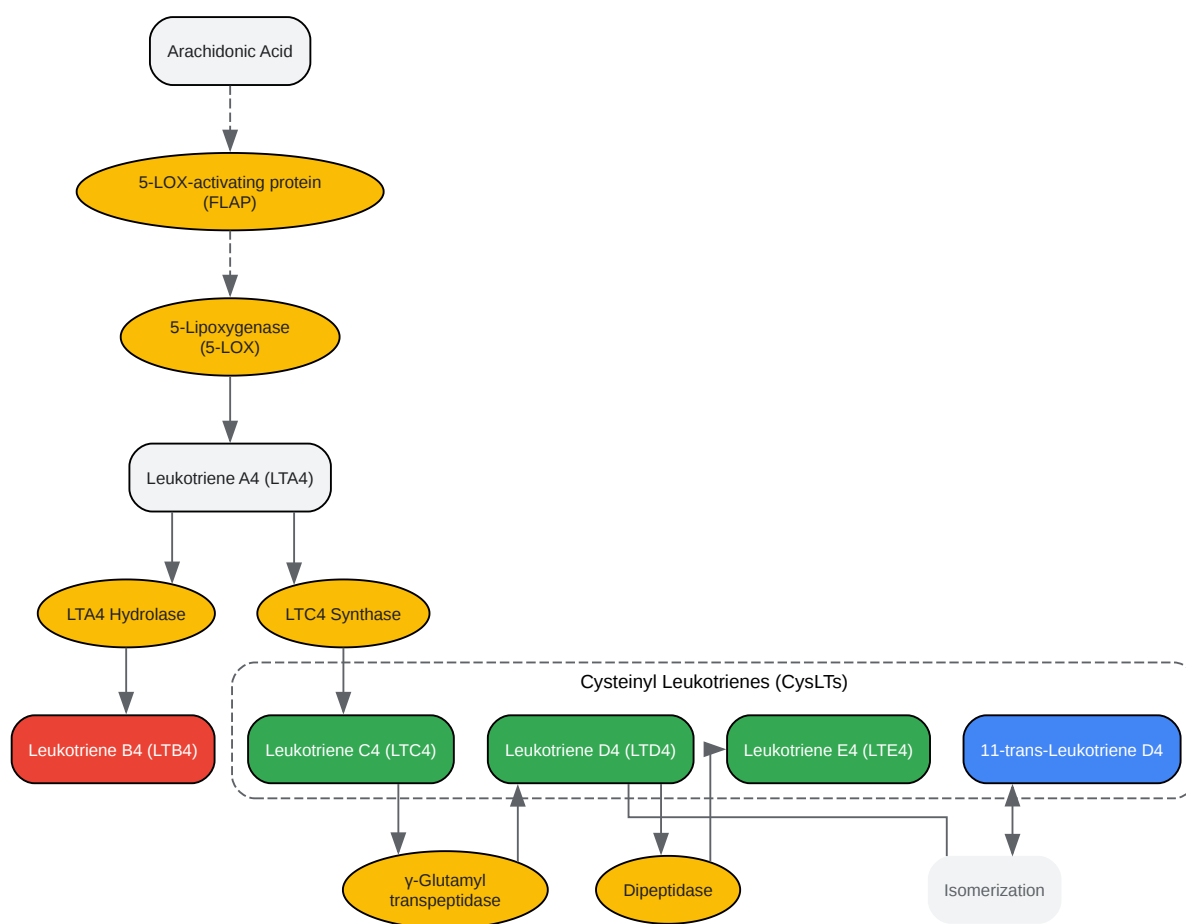 Arachidonic Acid
5-LOX-activating protein
(FLAP)
5-Lipoxygenase
(5-LOX)
Leukotriene A4 (LTA4)
LTA4 Hydrolase
LTC4 Synthase
Cysteinyl Leukotrienes (CysLTs)
Leukotriene B4 (LTB4)
Leukotriene C4 (LTC4)
Leukotriene D4 (LTD4)
Leukotriene E4 (LTE4)
11-trans-Leukotriene D4
γ-Glutamyl
transpeptidase
Dipeptidase
Isomerization